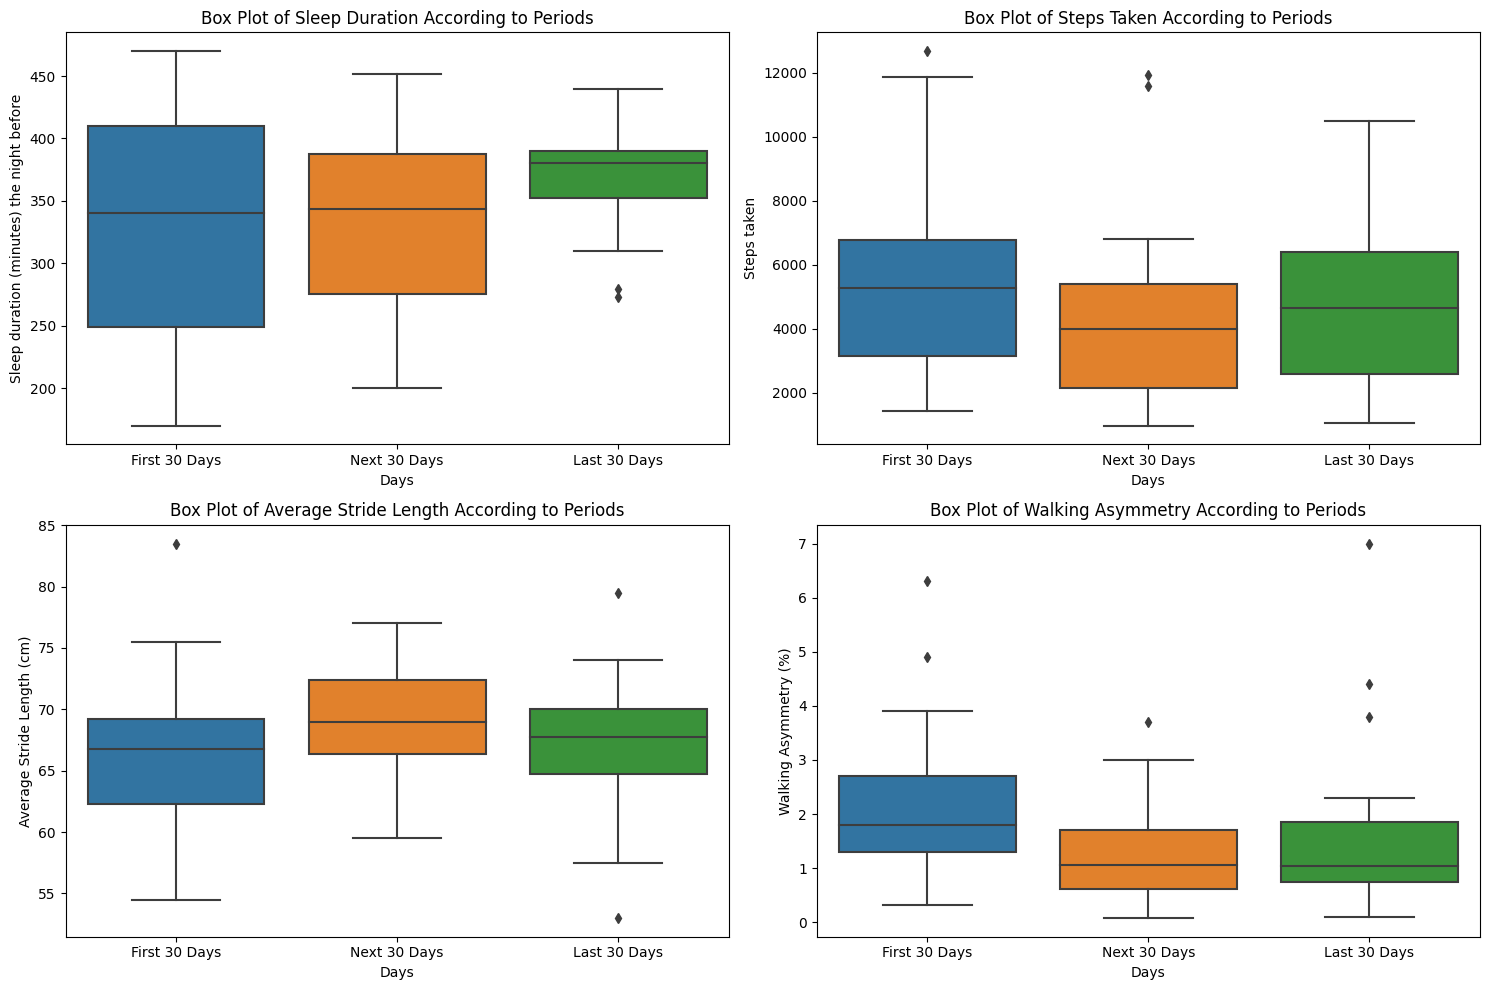 Box Plot of Sleep Duration According to Periods
Sleep duration (minutes) the night before
450
400
350
300
250
200
First 30 Days
Next 30 Days
Last 30 Days
Days
Box Plot of Steps Taken According to Periods
Steps taken
12000
10000
8000
6000
4000
2000
First 30 Days
Next 30 Days
Last 30 Days
Days
Box Plot of Average Stride Length According to Periods
Average Stride Length (cm)
85
80
75
70
65
60
55
First 30 Days
Next 30 Days
Last 30 Days
Days
Box Plot of Walking Asymmetry According to Periods
Walking Asymmetry (%)
7
6
5
4
3
2
1
0
First 30 Days
Next 30 Days
Last 30 Days
Days